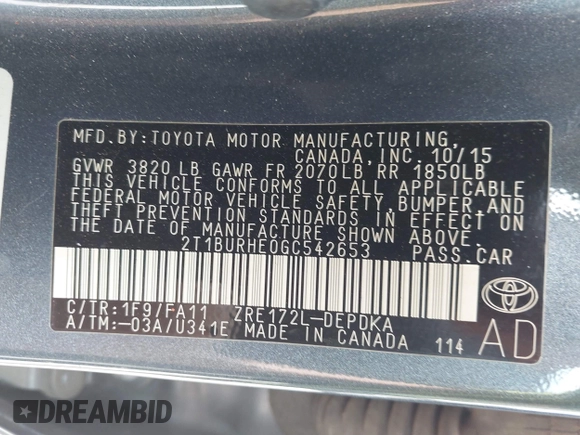 MFD.BY:TOYOTA MOTOR MANUFACTURING,
CANADA,INC. 10/15
GVWR 3820LB GAWR FR 2070LB RR 1850LB
THIS VEHICLE CONFORMS TO ALL APPLICABLE
FEDERAL MOTOR VEHICLE SAFETY, BUMPER AND
THEFT PREVENTION STANDARDS IN EFFECT ON
THE DATE OF MANUFACTURE SHOWN ABOVE.
2T1BURHE0GC542653 PASS.CAR
C/TR:1F9/FA11 ZRE172L-DEPDKA
A/TM:-03A/U341E MADE IN CANADA 114
AD
DREAMBID